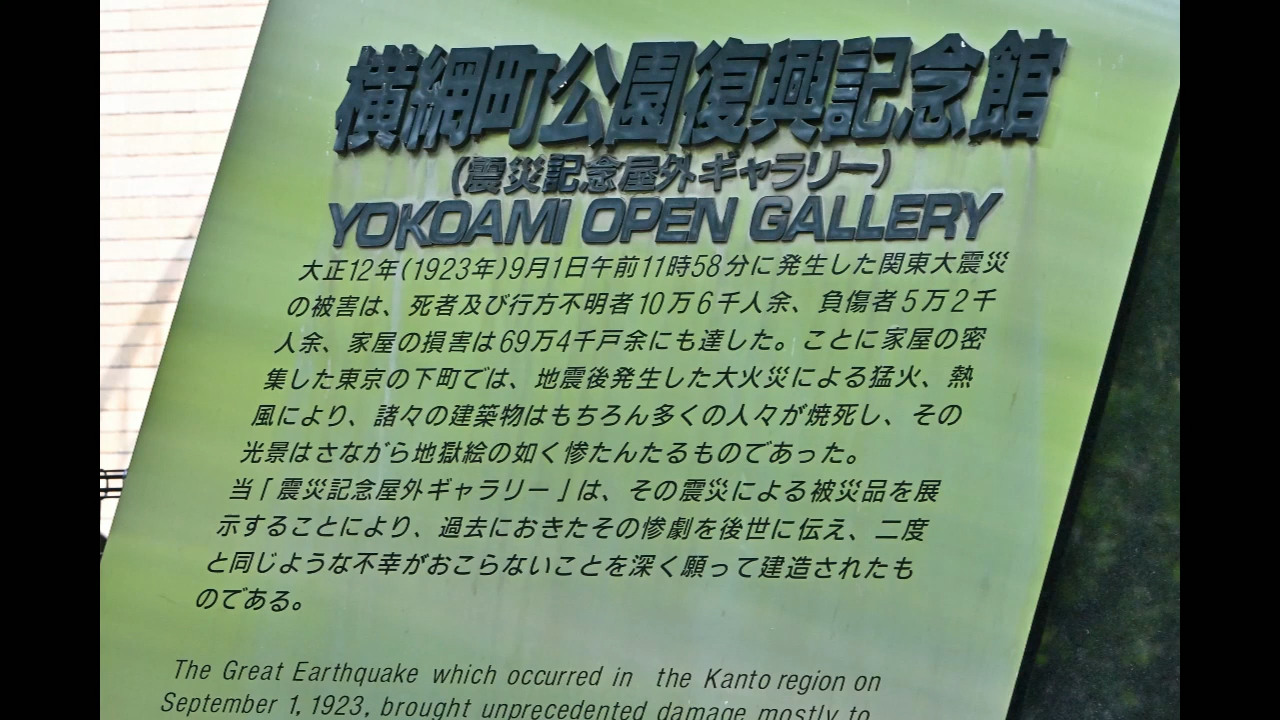 横網町公園復興記念館
(震災記念屋外ギャラリー)
YOKOAMI OPEN GALLERY
大正12年(1923年)9月1日午前11時58分に発生した関東大震災
の被害は、死者及び行方不明者10万6千人余、負傷者5万2千
人余、家屋の損害は69万4千戸余にも達した。ことに家屋の密
集した東京の下町では、地震後発生した大火災による猛火、熱
風により、諸々の建築物はもちろん多くの人々が焼死し、その
光景はさながら地獄絵の如く惨たんたるものであった。
当「震災記念屋外ギャラリー」は、その震災による被災品を展
示することにより、過去におきたその惨劇を後世に伝え、二度
と同じような不幸がおこらないことを深く願って建造されたも
のである。
The Great Earthquake which occurred in the Kanto region on
September 1, 1923, brought unprecedented damage mostly to